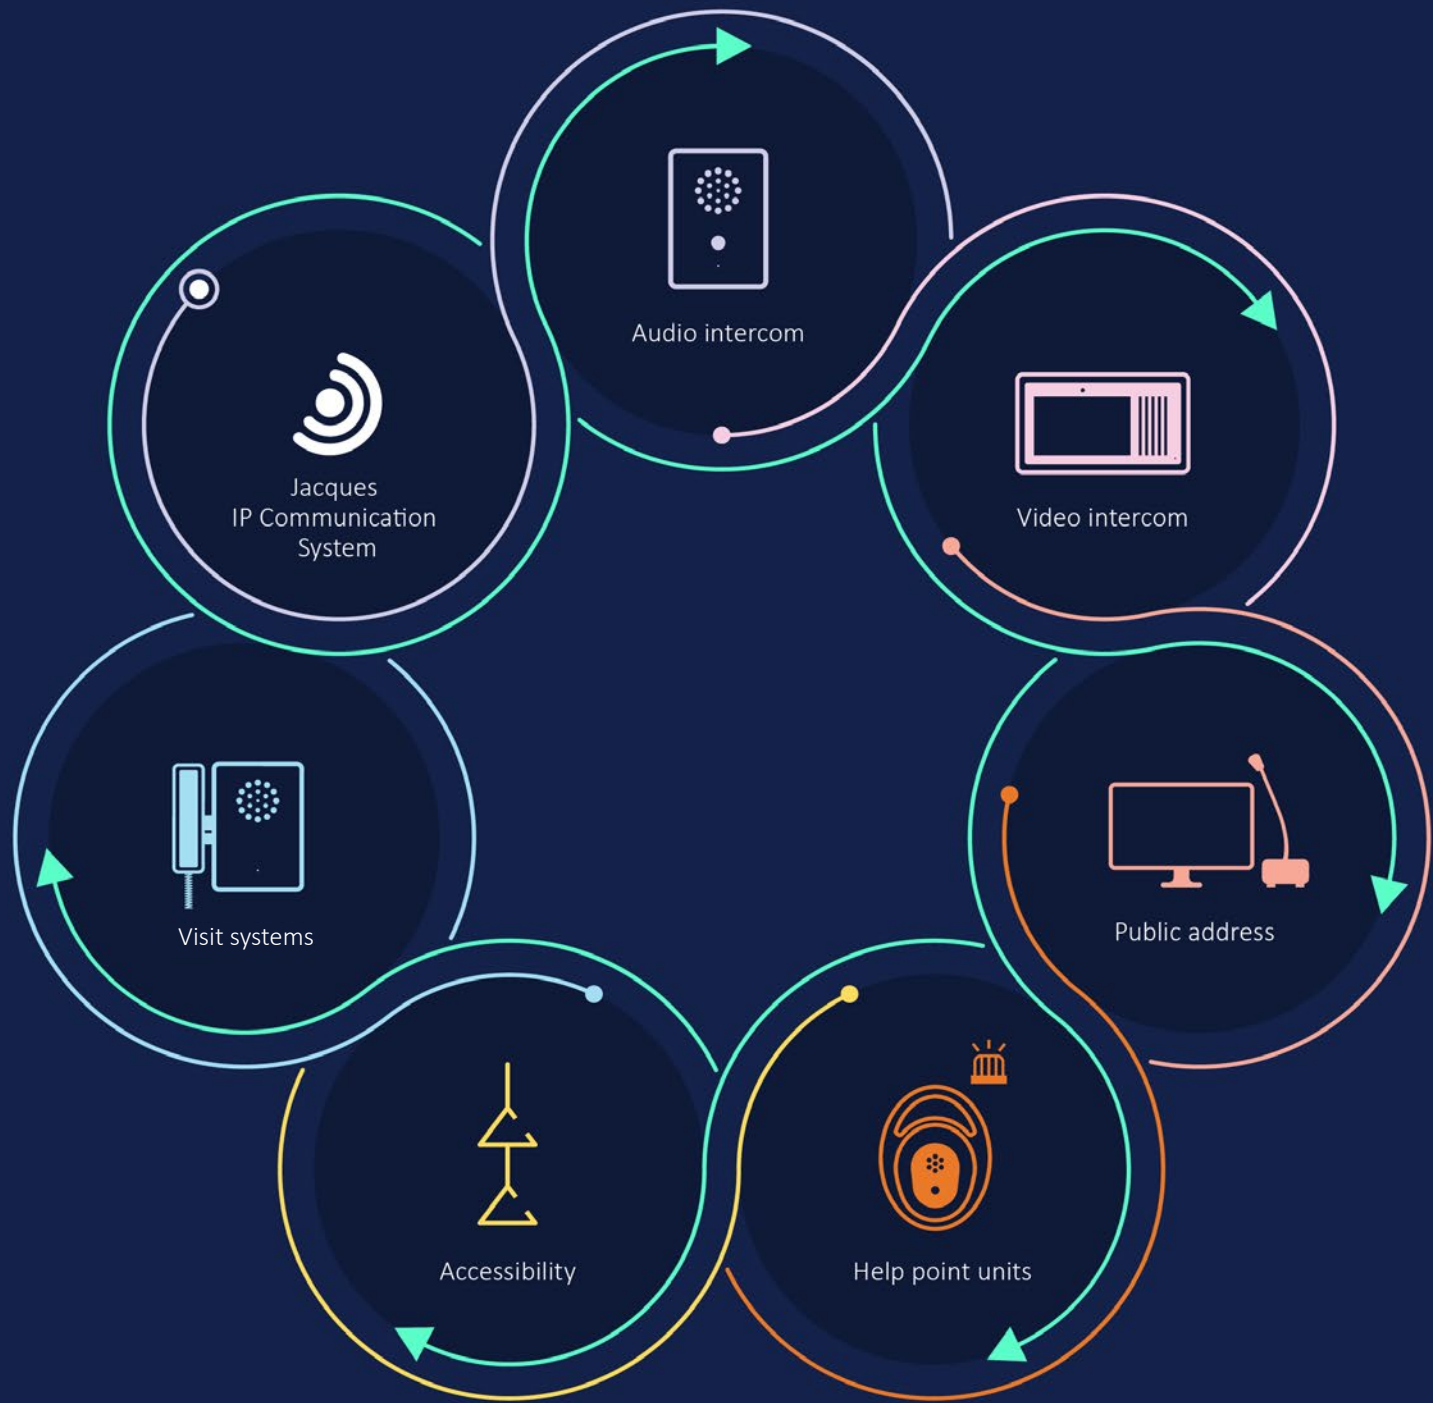 Audio intercom
Jacques
IP Communication
System
Video intercom
Visit systems
Public address
Accessibility
Help point units